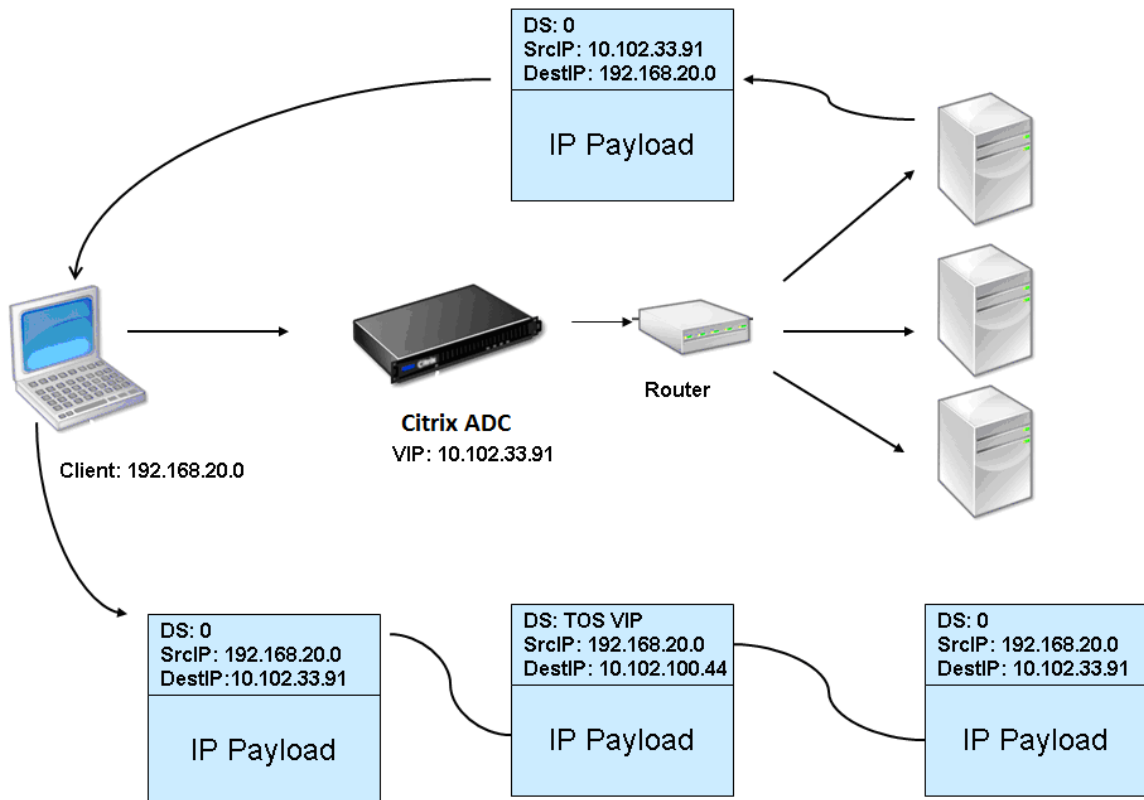 DS: 0
SrcIP: 10.102.33.91
DestIP: 192.168.20.0
IP Payload
Router
Citrix ADC
VIP: 10.102.33.91
Client: 192.168.20.0
DS: 0
SrcIP: 192.168.20.0
DestIP:10.102.33.91
IP Payload
DS: TOS VIP
SrcIP: 192.168.20.0
DestIP: 10.102.100.44
IP Payload
DS: 0
SrcIP: 192.168.20.0
DestIP: 10.102.33.91
IP Payload